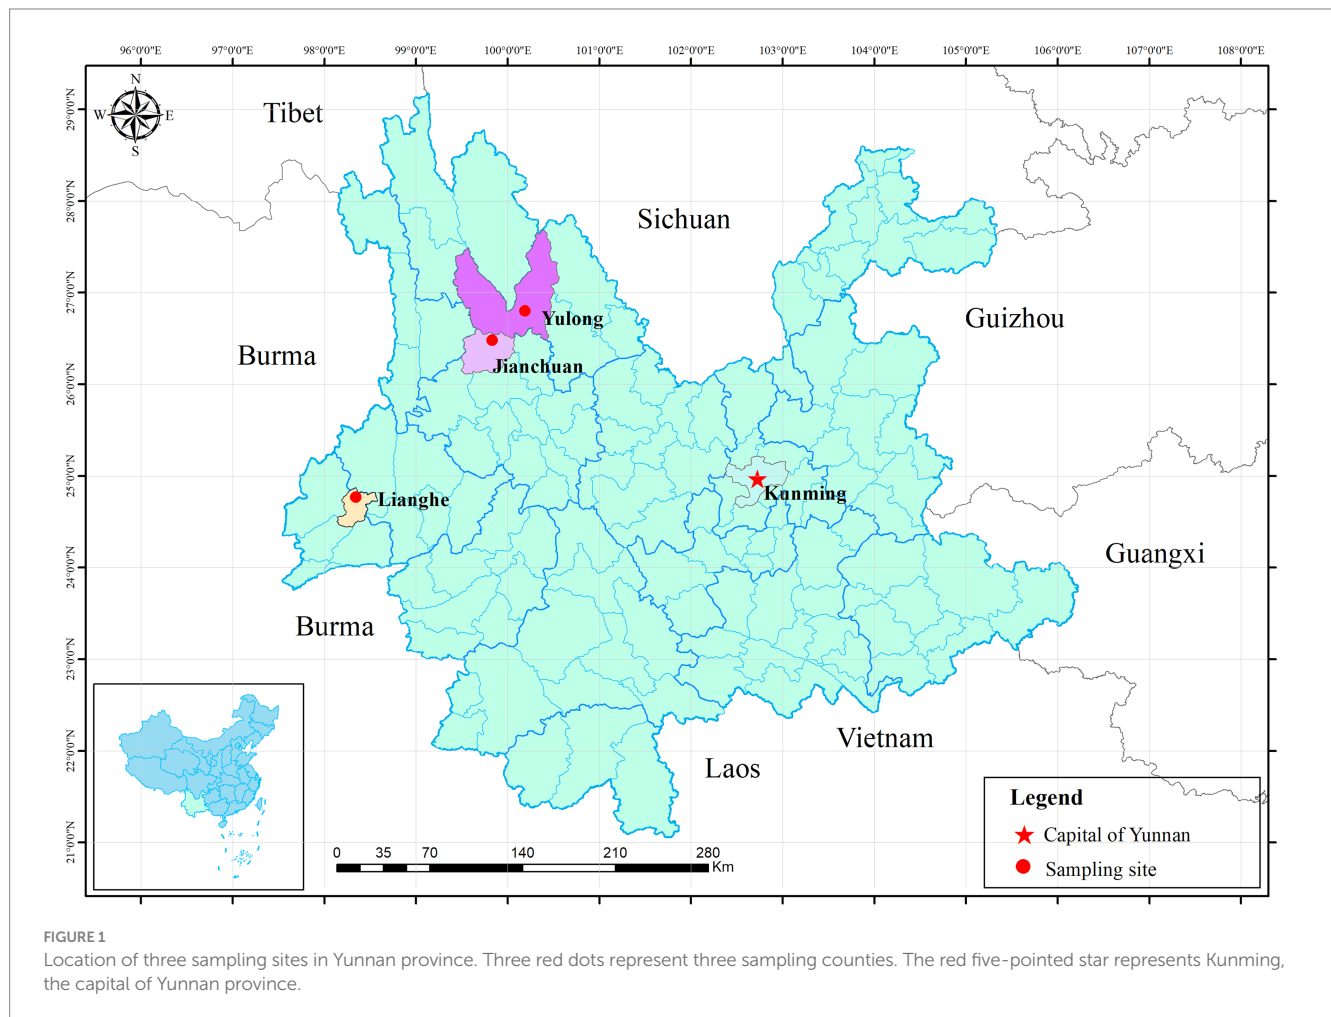 96°0'0"E 97°0'0"E 98°0'0"E 99°0'0"E 100°0'0"E 101°0'0"E 102°0'0"E 103°0'0"E 104°0'0"E 105°0'0"E 106°0'0"E 107°0'0"E 108°0'0"E
N
W E
S
29°0'0"N
28°0'0"N
27°0'0"N
26°0'0"N
25°0'0"N
24°0'0"N
23°0'0"N
22°0'0"N
21°0'0"N
Tibet
Sichuan
Yulong
Guizhou
Burma
Jianchuan
Kunming
Lianghe
Guangxi
Burma
Vietnam
Laos
Legend
Capital of Yunnan
Sampling site
0 35 70 140 210 280
Km
FIGURE 1
Location of three sampling sites in Yunnan province. Three red dots represent three sampling counties. The red five-pointed star represents Kunming,
the capital of Yunnan province.